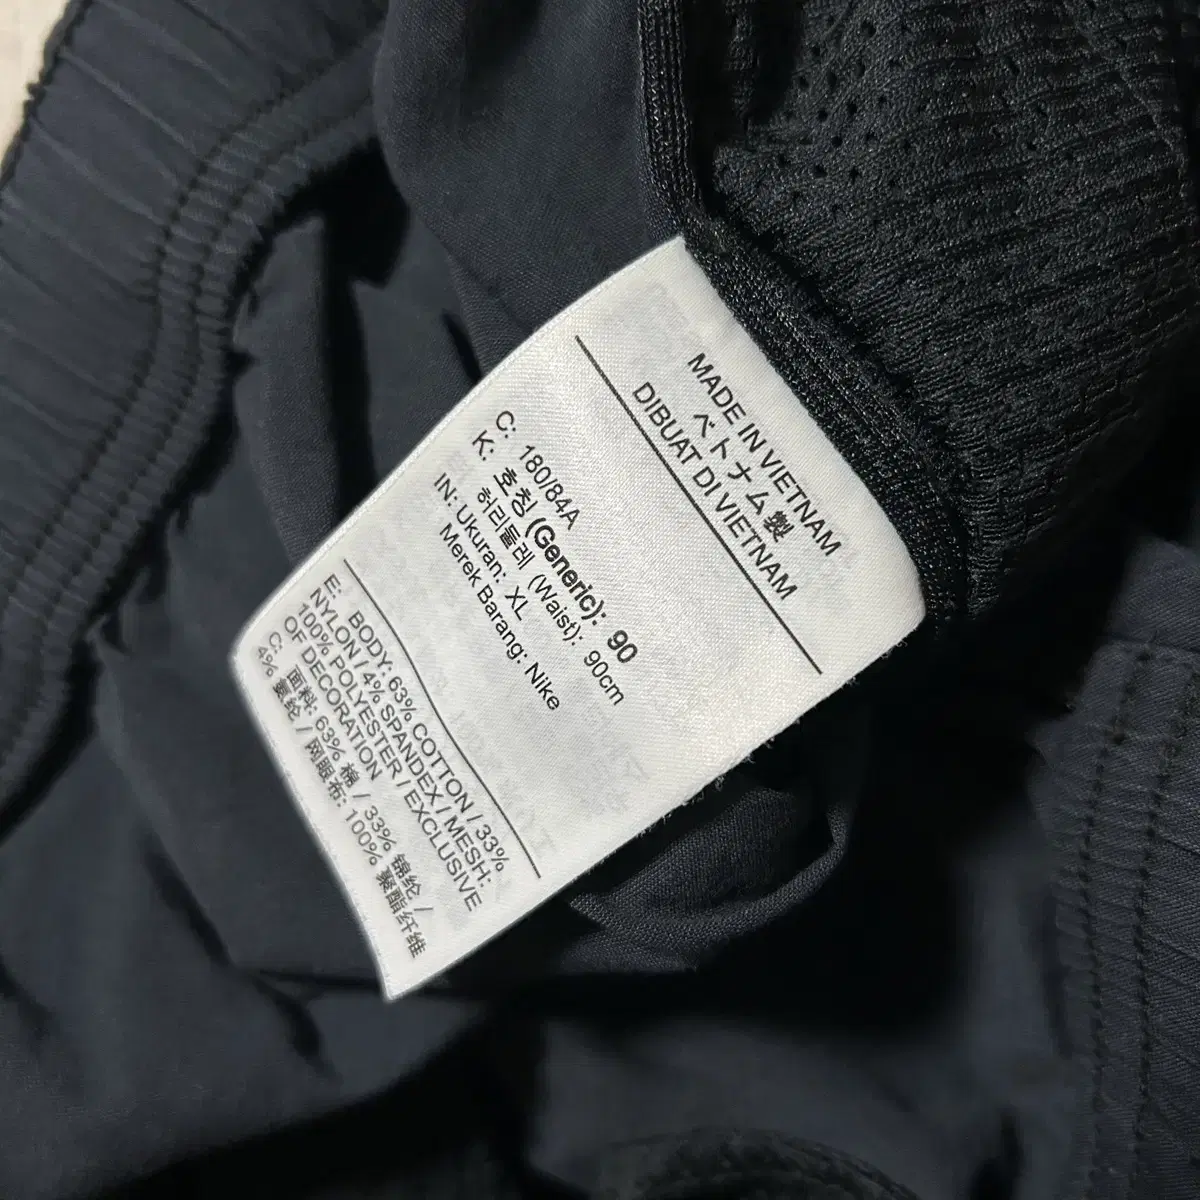 MADE IN VIETNAM
ベトナム製
DIBUAT DI VIETNAM
C: 180/84A
K: 호칭 (Generic): 90
허리둘레 (Waist): 90cm
IN: Ukuran: XL
Merek Barang: Nike
E: BODY: 63% COTTON / 33%
NYLON / 4% SPANDEX / MESH:
100% POLYESTER / EXCLUSIVE
OF DECORATION
C: 面料: 63% 棉 / 33% 锦纶 /
4% 氨纶 / 网眼布: 100% 聚酯纤维